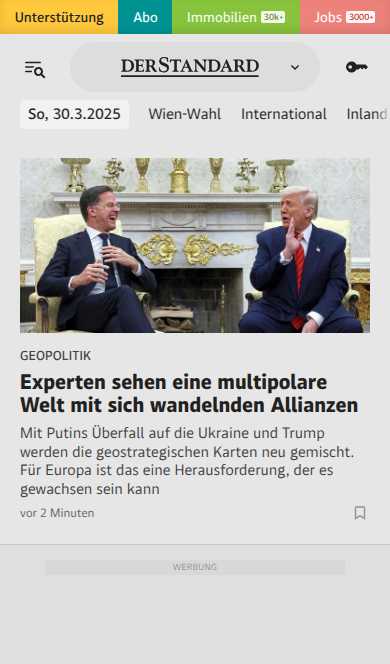 Unterstützung Abo Immobilien 30k+ Jobs 3000+
DERSTANDARD
So, 30.3.2025 Wien-Wahl International Inland
GEOPOLITIK
Experten sehen eine multipolare
Welt mit sich wandelnden Allianzen
Mit Putins Überfall auf die Ukraine und Trump
werden die geostrategischen Karten neu gemischt.
Für Europa ist das eine Herausforderung, der es
gewachsen sein kann
vor 2 Minuten
WERBUNG